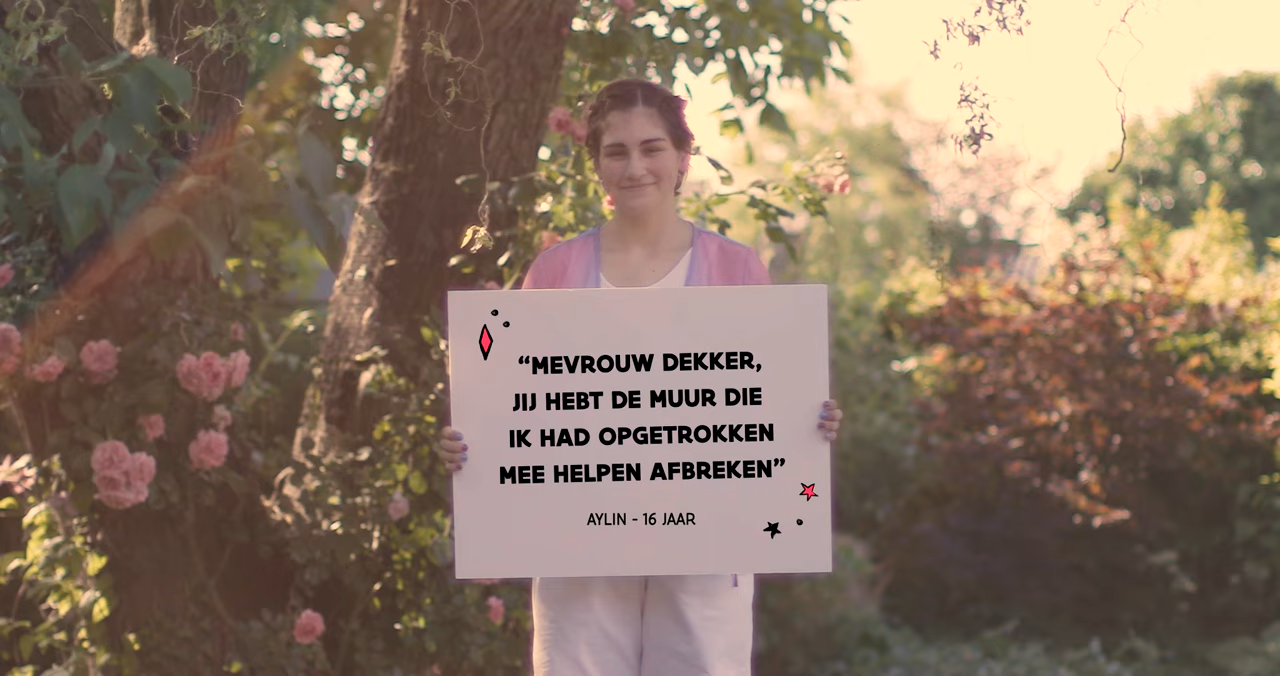 “MEVROUW DEKKER,
JIJ HEBT DE MUUR DIE
IK HAD OPGETROKKEN
MEE HELPEN AFBREKEN”
AYLIN - 16 JAAR